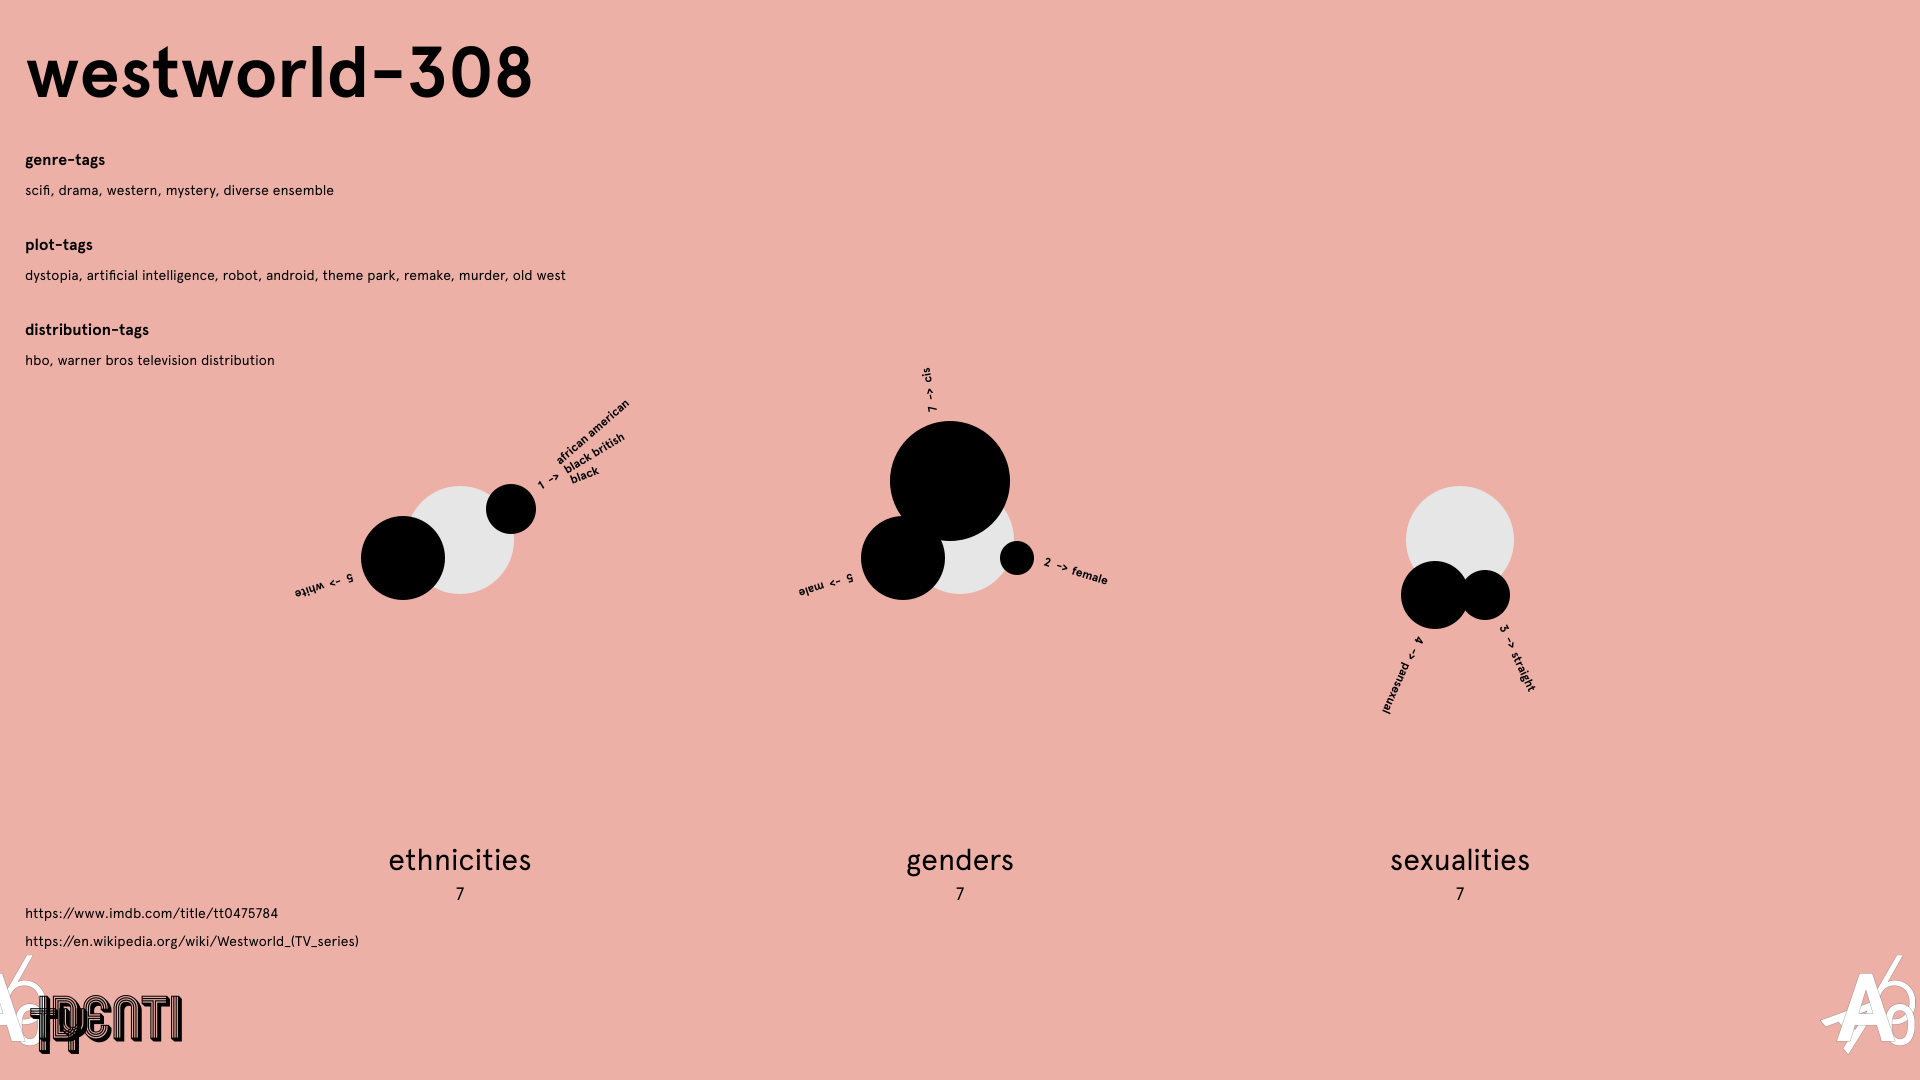 westworld-308
genre-tags
scifi, drama, western, mystery, diverse ensemble
plot-tags
dystopia, artificial intelligence, robot, android, theme park, remake, murder, old west
distribution-tags
hbo, warner bros television distribution
5 -> white
1 ->
african american
black british
black
7 -> cis
5 -> male
2 -> female
4 -> pansexual
3 -> straight
ethnicities
7
genders
7
sexualities
7
https://www.imdb.com/title/tt0475784
https://en.wikipedia.org/wiki/Westworld_(TV_series)
IDENTI